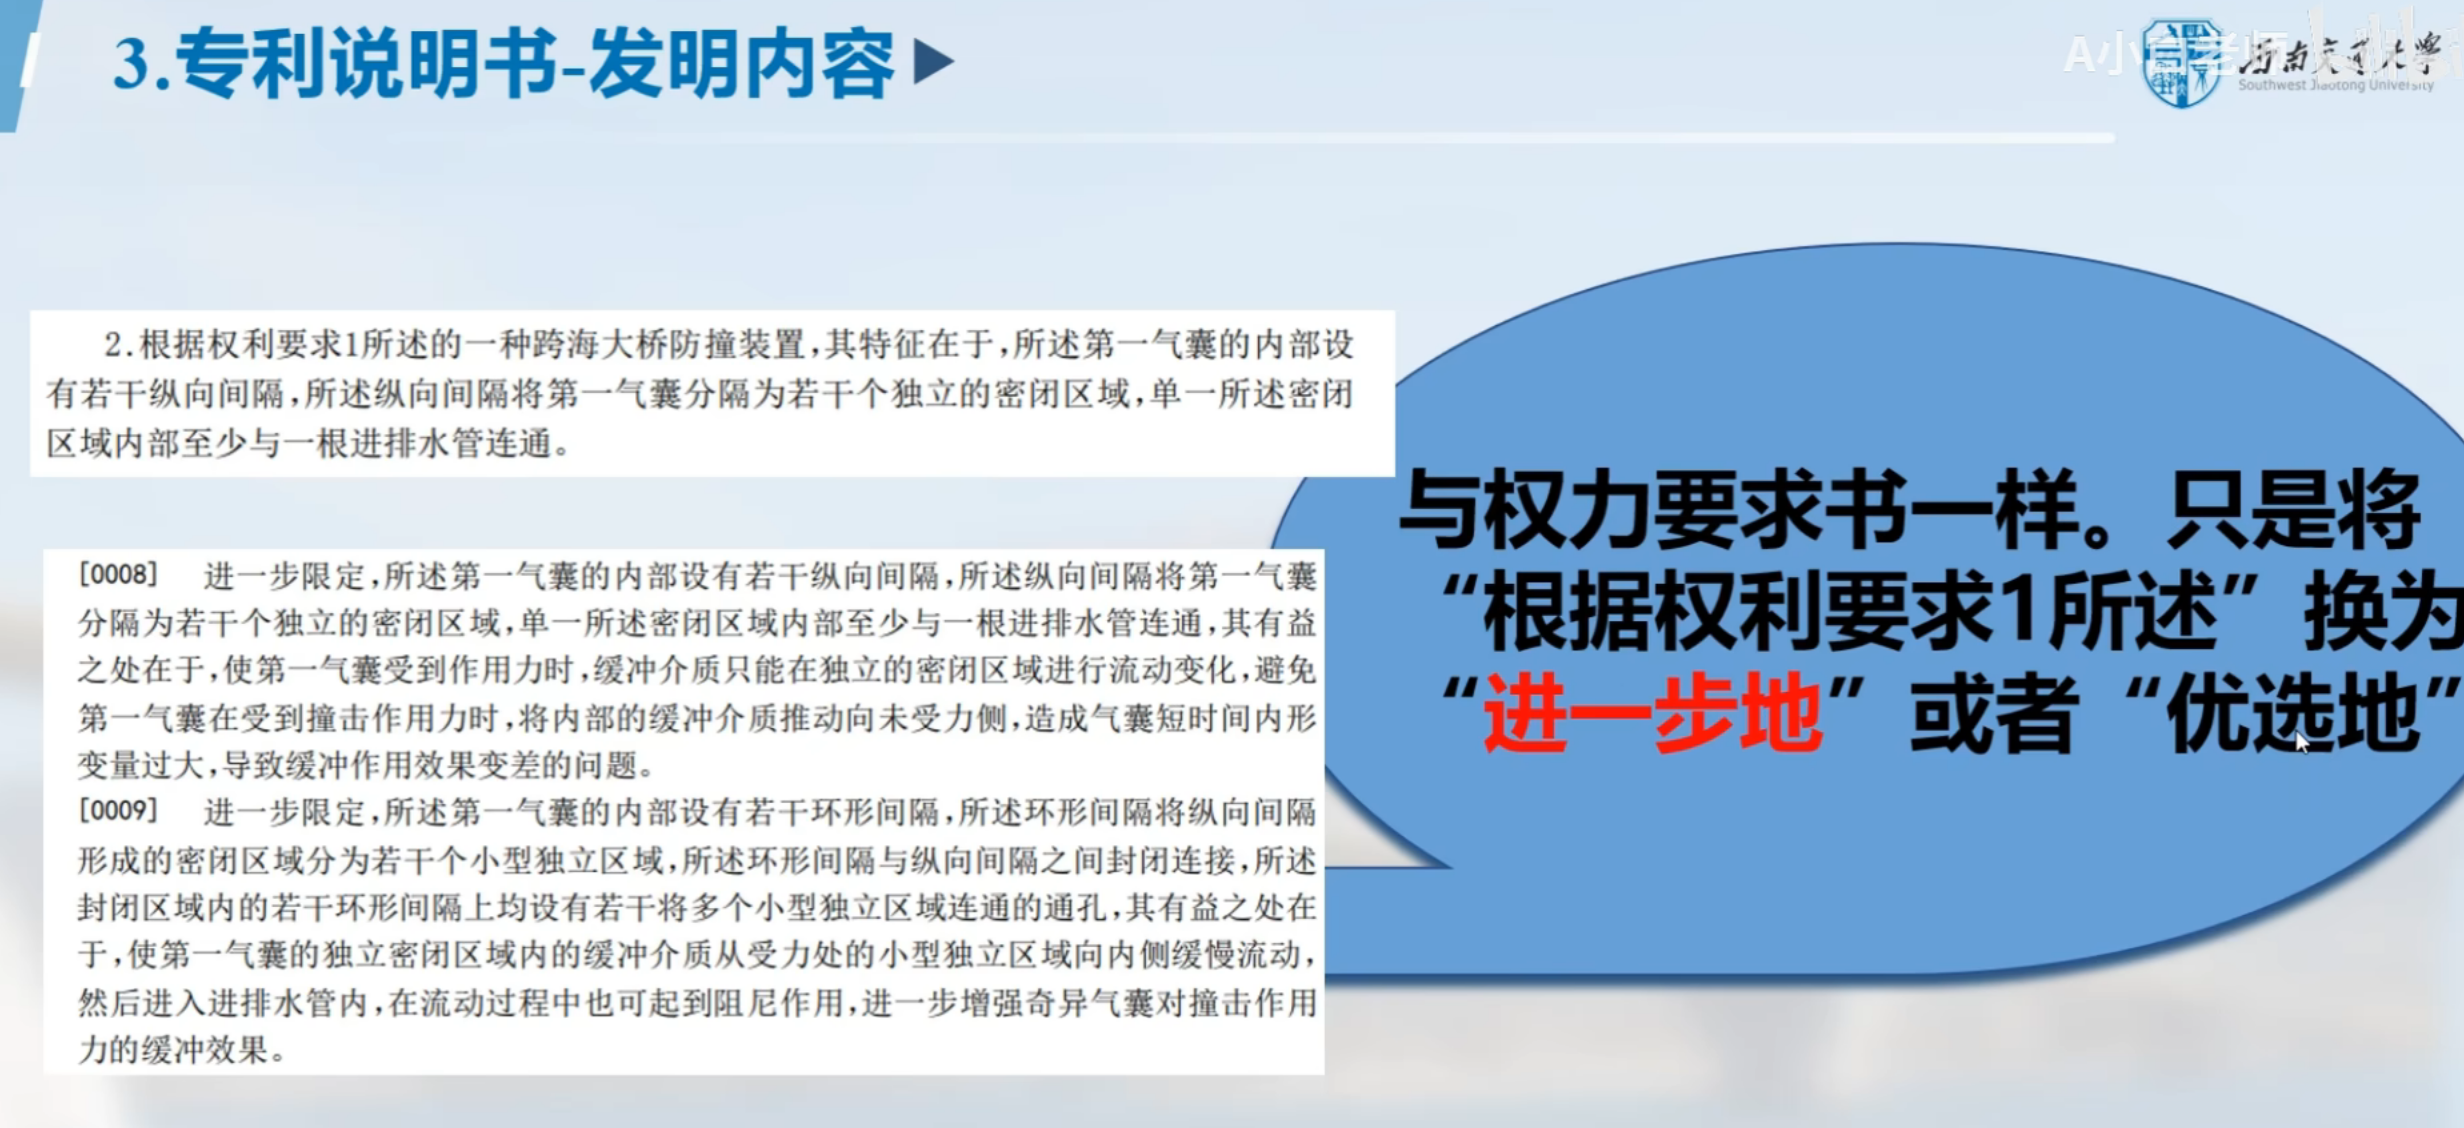 3.专利说明书-发明内容
A小
西南交通大学
Southwest Jiaotong University
2.根据权利要求1所述的一种跨海大桥防撞装置,其特征在于,所述第一气囊的内部设
有若干纵向间隔,所述纵向间隔将第一气囊分隔为若干个独立的密闭区域,单一所述密闭
区域内部至少与一根进排水管连通。
与权力要求书一样。只是将
“根据权利要求1所述”换为
“进一步地”或者“优选地”
[0008] 进一步限定,所述第一气囊的内部设有若干纵向间隔,所述纵向间隔将第一气囊
分隔为若干个独立的密闭区域,单一所述密闭区域内部至少与一根进排水管连通,其有益
之处在于,使第一气囊受到作用力时,缓冲介质只能在独立的密闭区域进行流动变化,避免
第一气囊在受到撞击作用力时,将内部的缓冲介质推动向未受力侧,造成气囊短时间内形
变量过大,导致缓冲作用效果变差的问题。
[0009] 进一步限定,所述第一气囊的内部设有若干环形间隔,所述环形间隔将纵向间隔
形成的密闭区域分为若干个小型独立区域,所述环形间隔与纵向间隔之间封闭连接,所述
封闭区域内的若干环形间隔上均设有若干将多个小型独立区域连通的通孔,其有益之处在
于,使第一气囊的独立密闭区域内的缓冲介质从受力处的小型独立区域向内侧缓慢流动,
然后进入进排水管内,在流动过程中也可起到阻尼作用,进一步增强奇异气囊对撞击作用
力的缓冲效果。